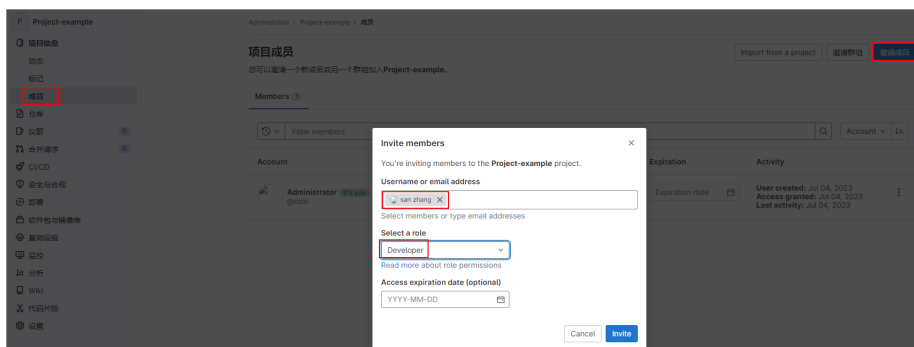 P Project-example
项目信息
动态
标记
成员
仓库
议题 0
合并请求 0
CI/CD
安全与合规
部署
软件包与镜像库
基础设施
监控
分析
Wiki
代码片段
设置
Administrator > Project-example > 成员
项目成员
您可以邀请一个新成员或另一个群组加入Project-example。
Import from a project
邀请群组
邀请成员
Members 1
Filter members
Account
Account
Expiration
Activity
Administrator It's you
@root
Expiration date
User created: Jul 04, 2023
Access granted: Jul 04, 2023
Last activity: Jul 04, 2023
Invite members
You're inviting members to the Project-example project.
Username or email address
san zhang
Select members or type email addresses
Select a role
Developer
Read more about role permissions
Access expiration date (optional)
YYYY-MM-DD
Cancel
Invite